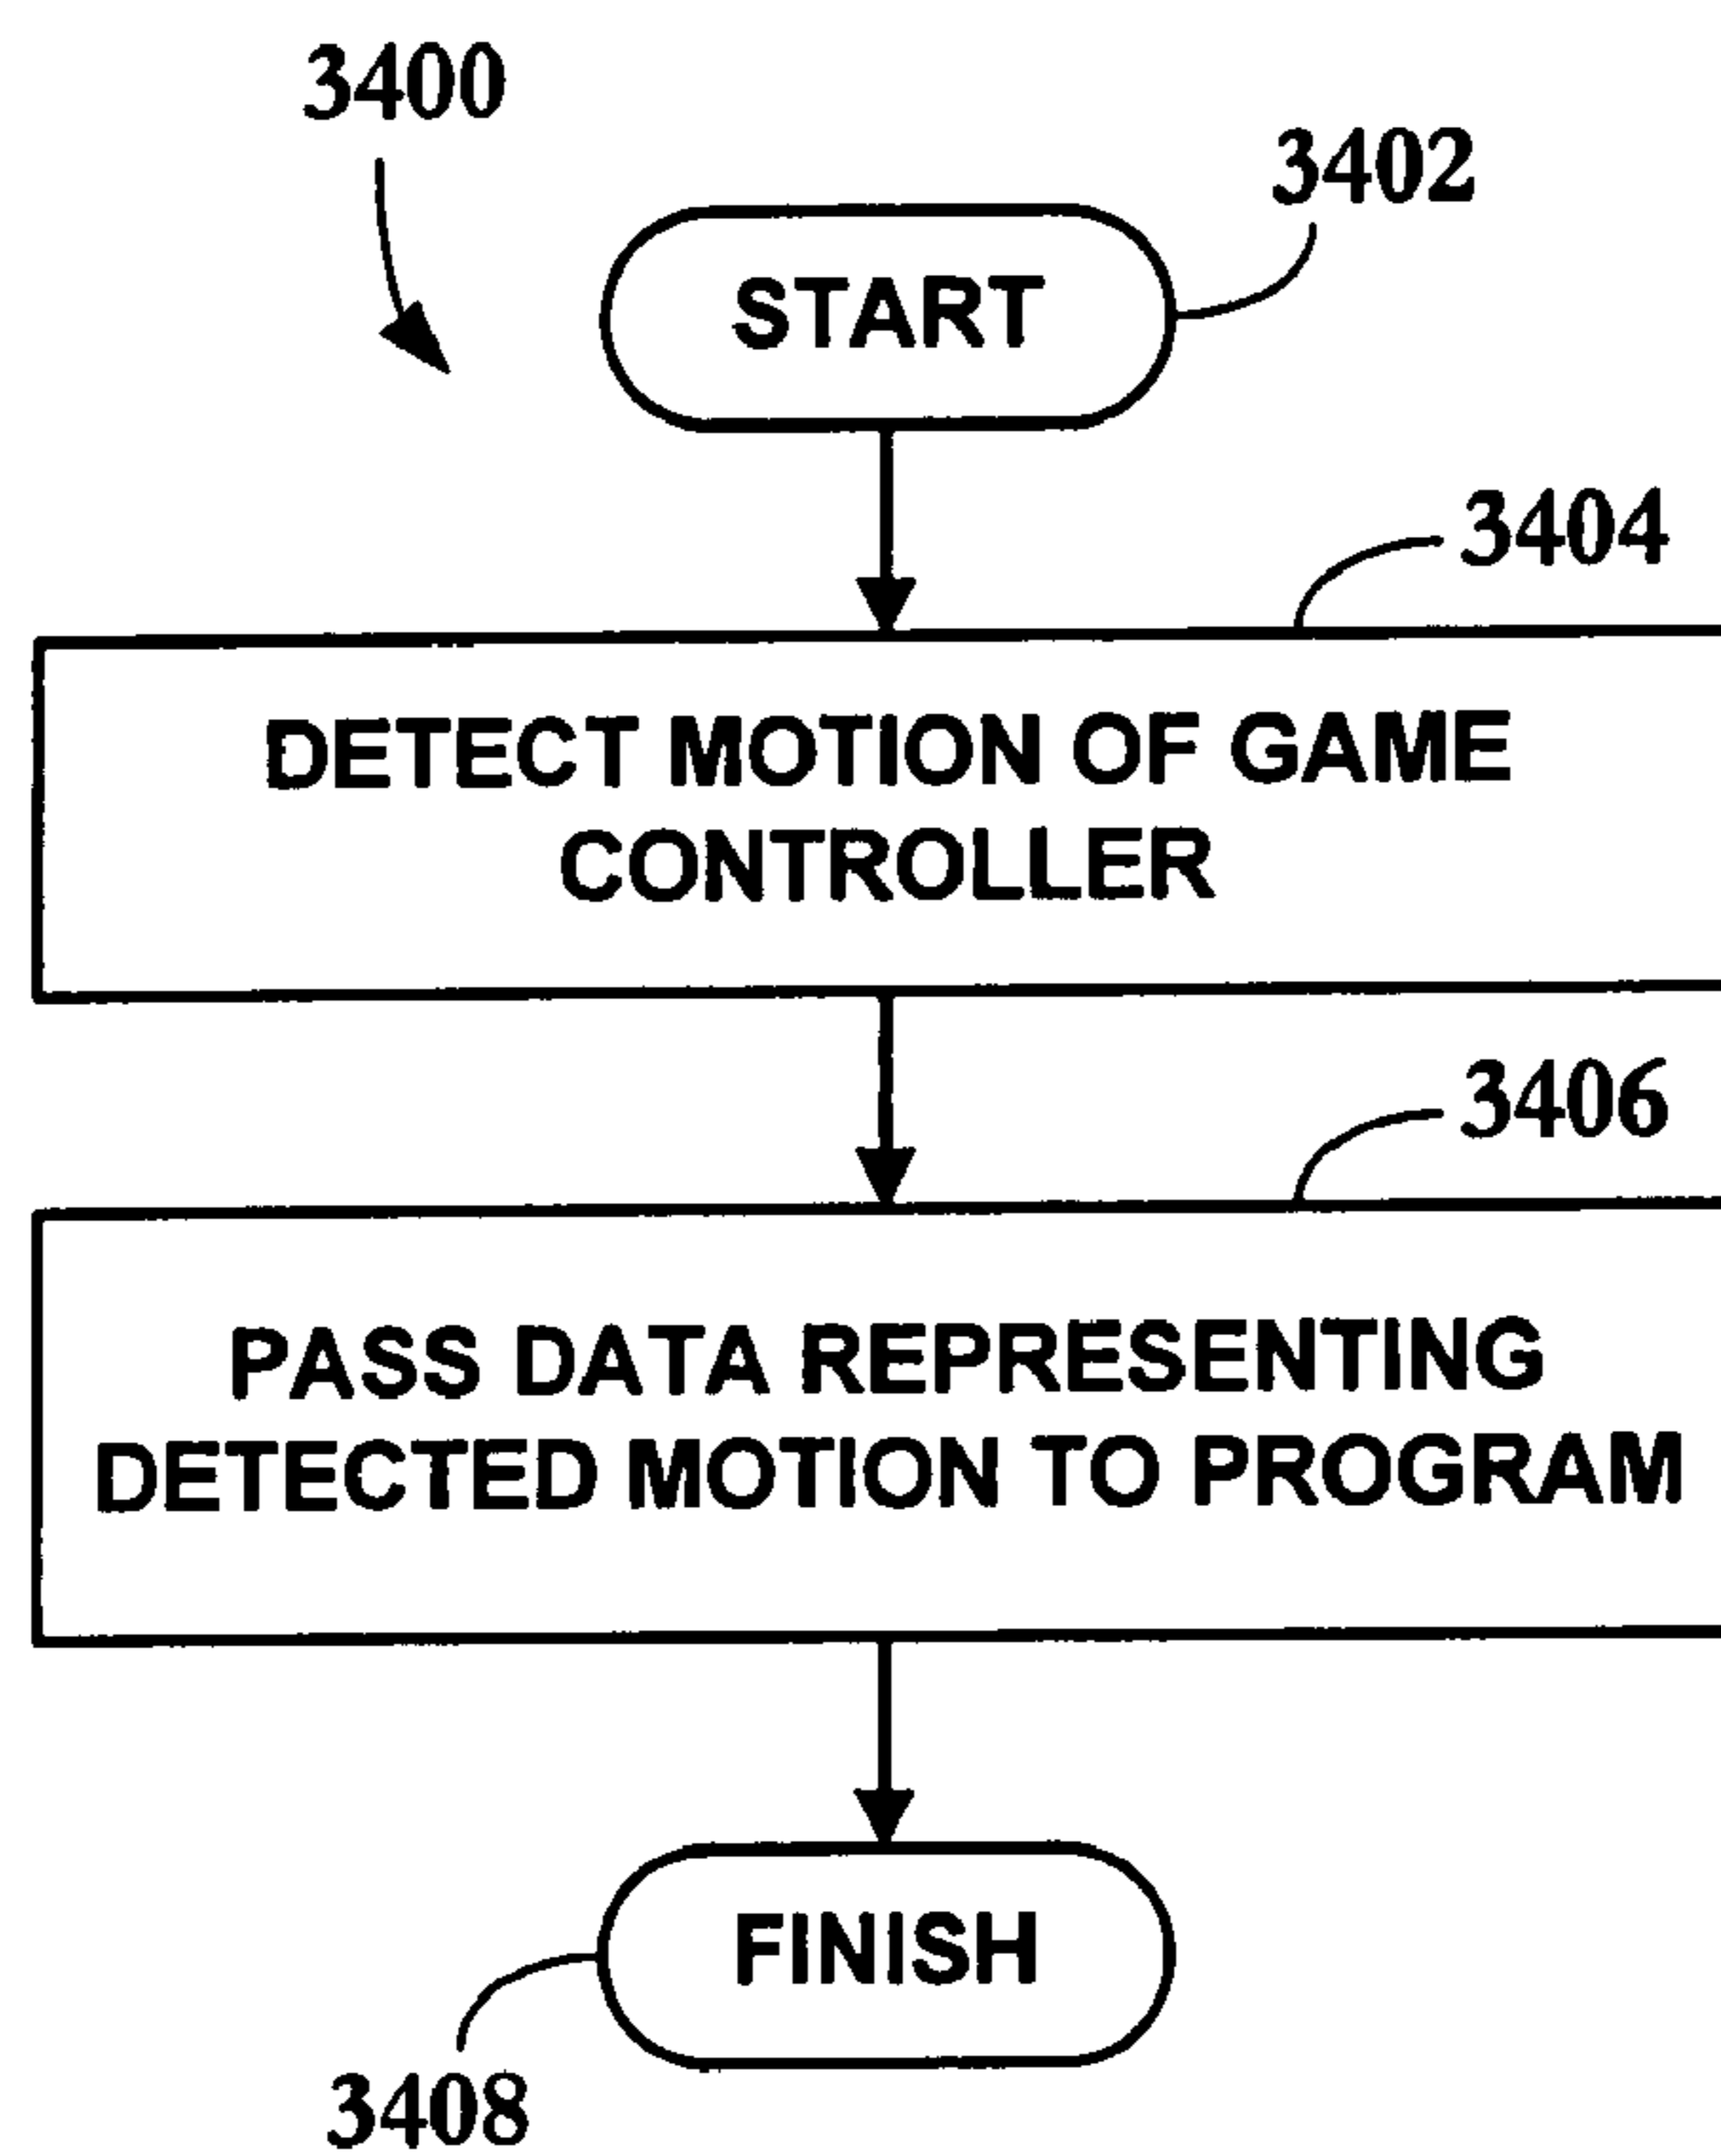 3400
3402
START
3404
DETECT MOTION OF GAME
CONTROLLER
3406
PASS DATA REPRESENTING
DETECTED MOTION TO PROGRAM
FINISH
3408